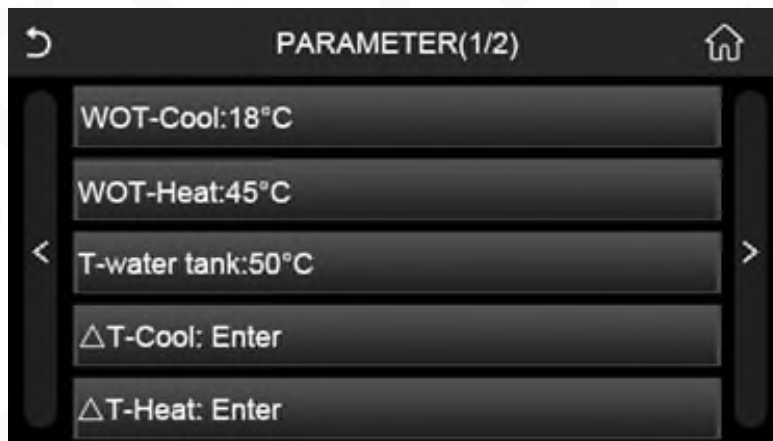 PARAMETER(1/2)
WOT-Cool:18°C
WOT-Heat:45°C
< T-water tank:50°C >
△T-Cool: Enter
△T-Heat: Enter